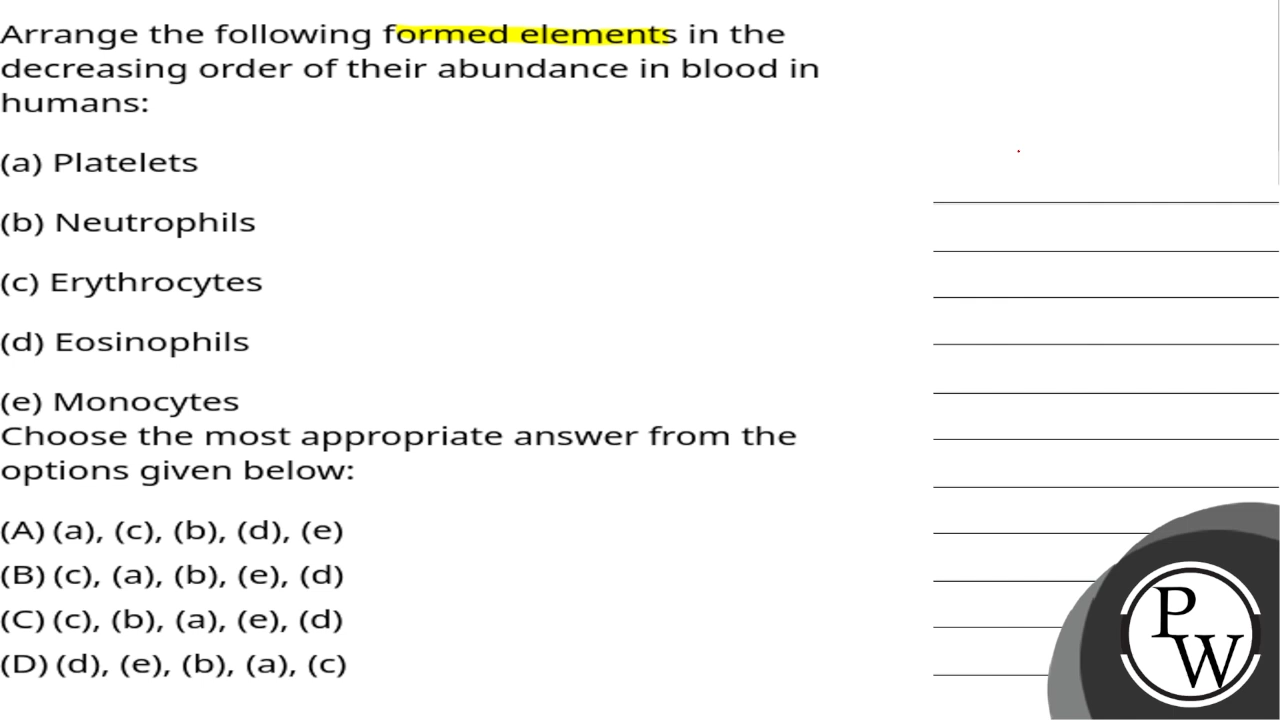 Arrange the following formed elements in the
decreasing order of their abundance in blood in
humans:
(a) Platelets
(b) Neutrophils
(c) Erythrocytes
(d) Eosinophils
(e) Monocytes
Choose the most appropriate answer from the
options given below:
(A) (a), (c), (b), (d), (e)
(B) (c), (a), (b), (e), (d)
(C) (c), (b), (a), (e), (d)
(D) (d), (e), (b), (a), (c)
P
W